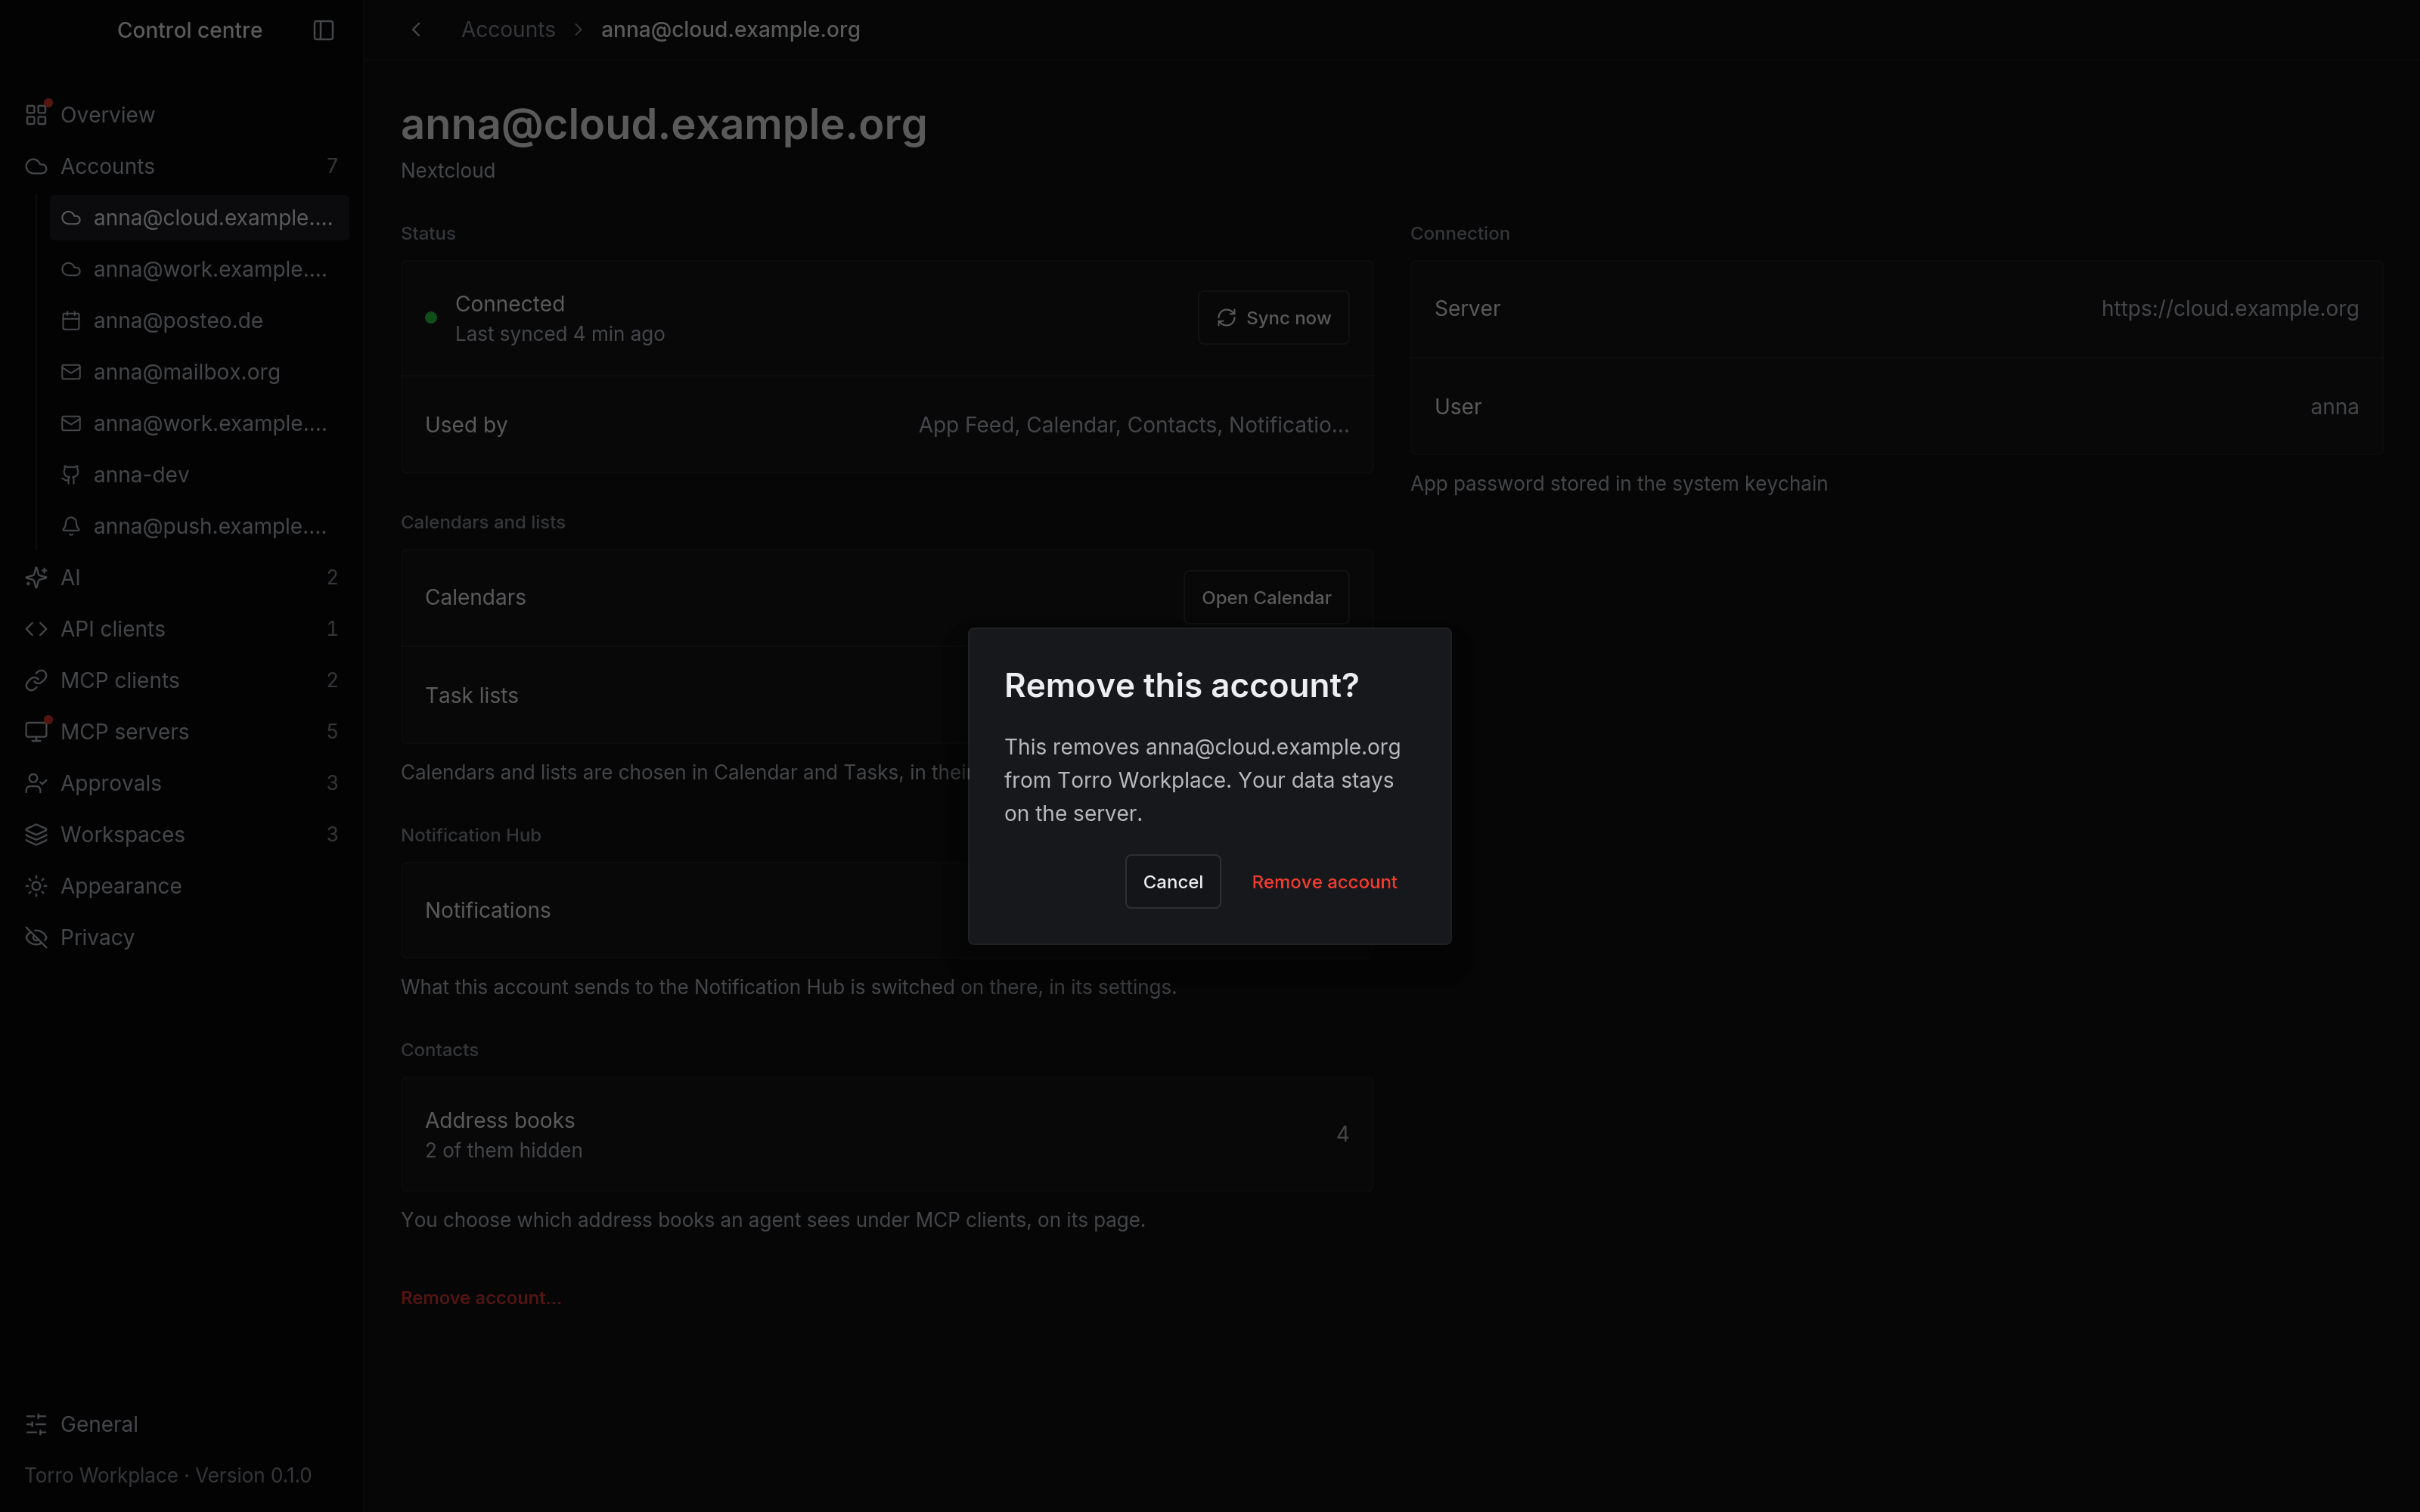 Control centre
Overview
Accounts 7
anna@cloud.example....
anna@work.example....
anna@posteo.de
anna@mailbox.org
anna@work.example....
anna-dev
anna@push.example....
AI 2
API clients 1
MCP clients 2
MCP servers 5
Approvals 3
Workspaces 3
Appearance
Privacy
General
Torro Workplace · Version 0.1.0
Accounts > anna@cloud.example.org
anna@cloud.example.org
Nextcloud
Status
Connected
Last synced 4 min ago
Sync now
Used by
App Feed, Calendar, Contacts, Notificatio...
Connection
Server https://cloud.example.org
User anna
App password stored in the system keychain
Calendars and lists
Calendars
Open Calendar
Task lists
Calendars and lists are chosen in Calendar and Tasks, in their
Notification Hub
Notifications
What this account sends to the Notification Hub is switched on there, in its settings.
Contacts
Address books
2 of them hidden
4
You choose which address books an agent sees under MCP clients, on its page.
Remove account...
Remove this account?
This removes anna@cloud.example.org
from Torro Workplace. Your data stays
on the server.
Cancel
Remove account